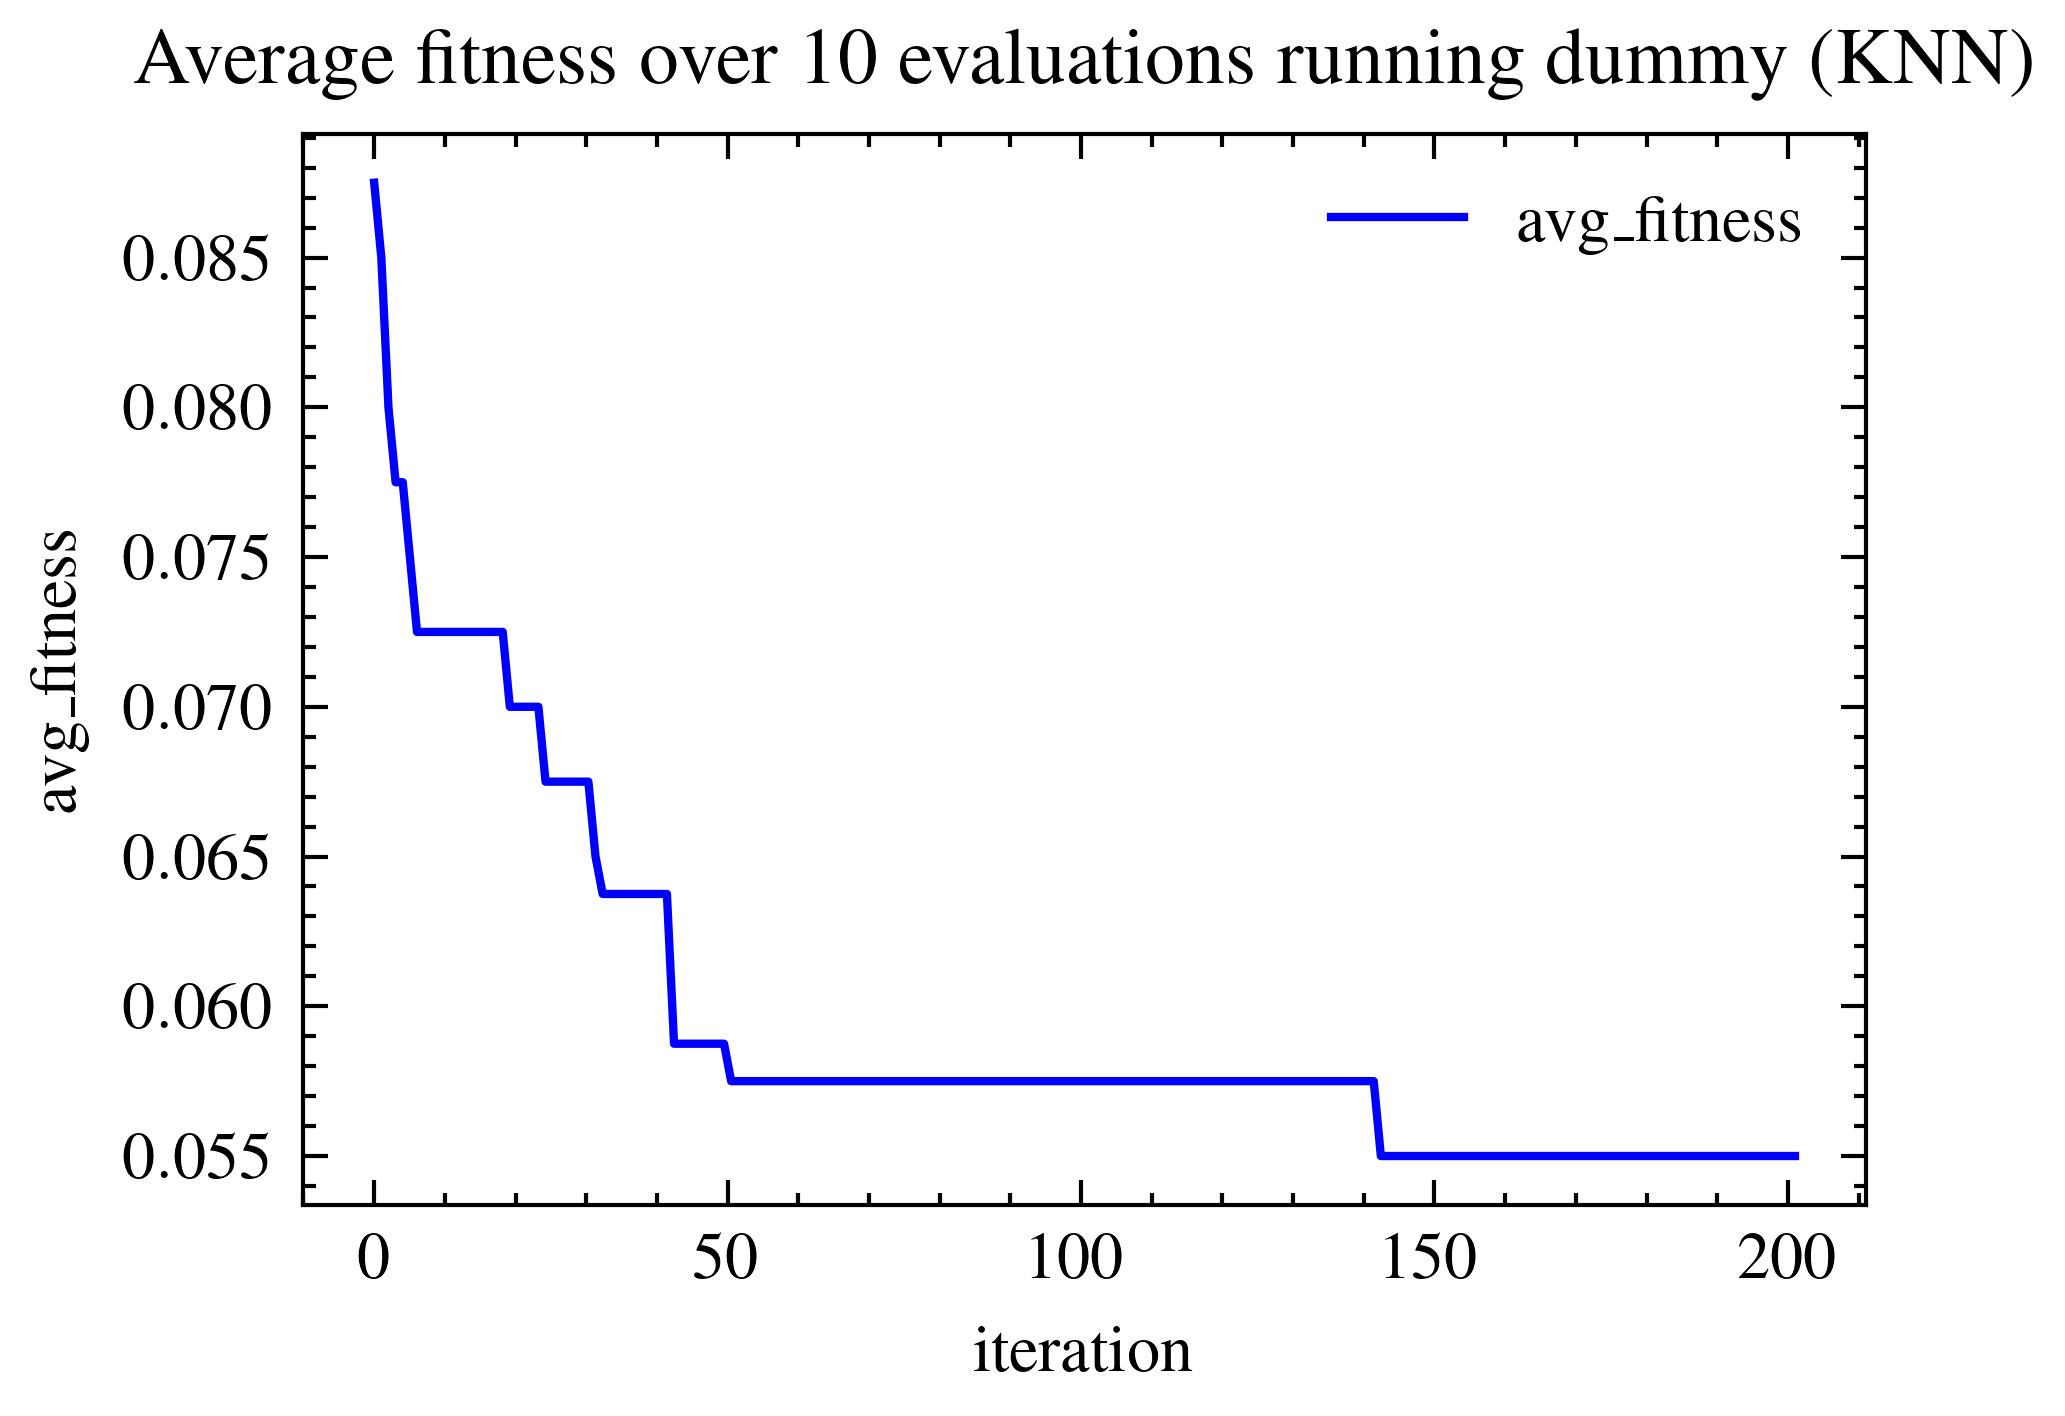 Average fitness over 10 evaluations running dummy (KNN)
avg_fitness
0.085
0.080
0.075
0.070
0.065
0.060
0.055
avg_fitness
0 50 100 150 200
iteration